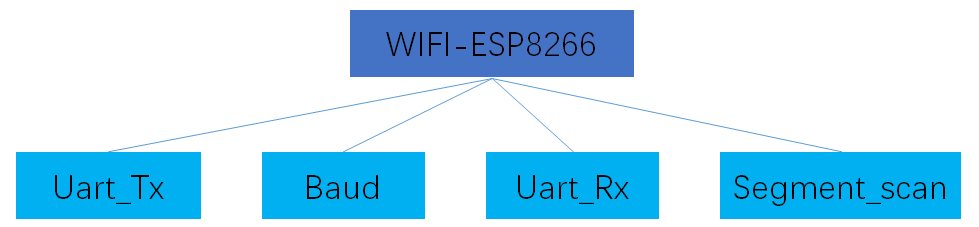 WIFI-ESP8266
Uart_Tx
Baud
Uart_Rx
Segment_scan